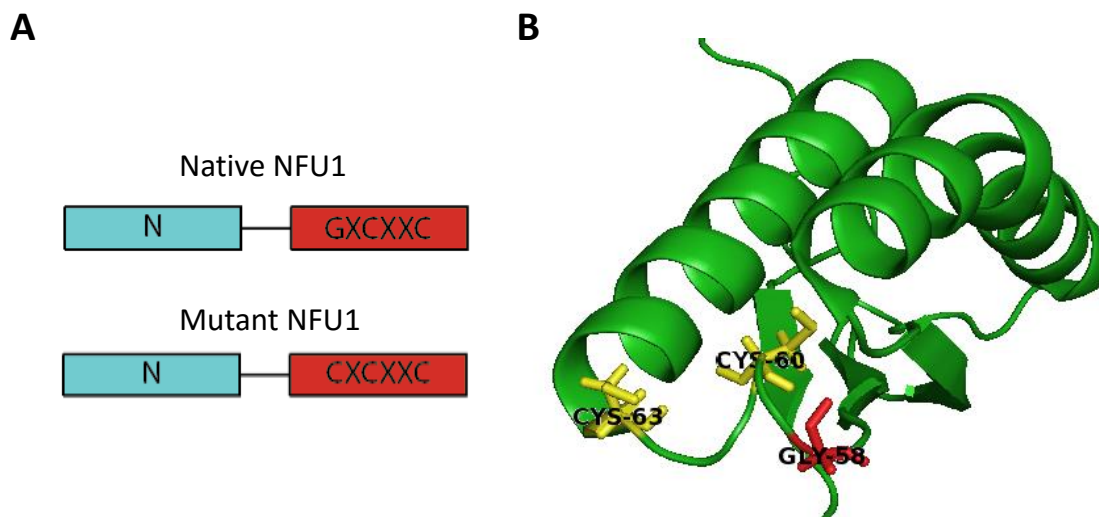 A
Native NFU1
N
GXCXXC
Mutant NFU1
N
CXCXXC
B
CYS-60
CYS-63
GLY-58